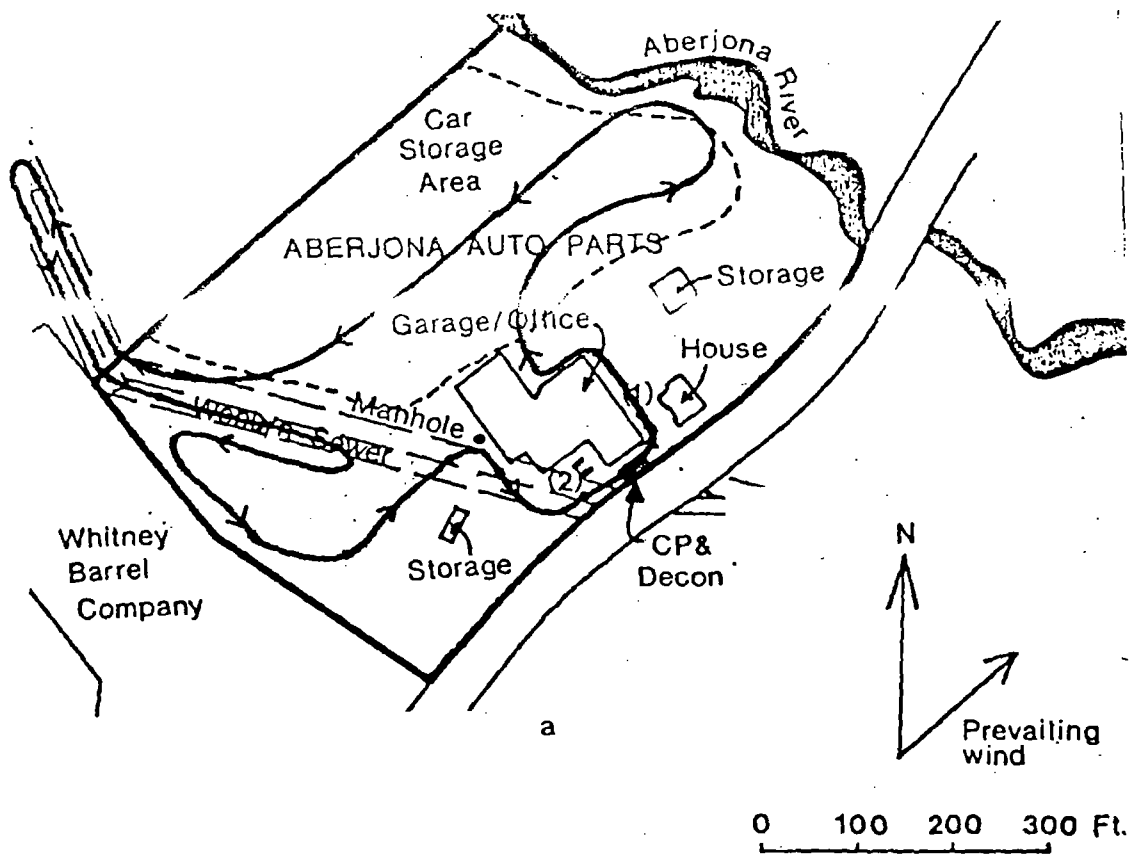 Aberjona
River
Car
Storage
Area
ABERJONA AUTO PARTS
Storage
Garage/Office
House
(1)
Manhole
Sewer
(2)
Whitney
Barrel
Company
Storage
CP&
Decon
N
a
Prevailing
wind
0 100 200 300 Ft.